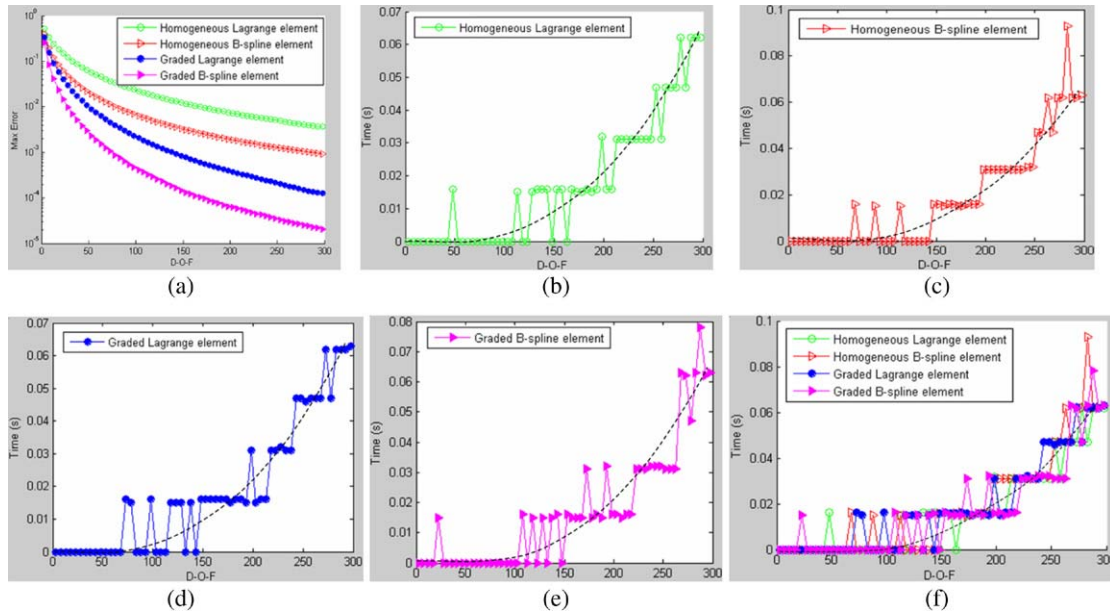 10^0
10^-1
10^-2
10^-3
10^-4
10^-5
Max Error
0 50 100 150 200 250 300
D-O-F
Homogeneous Lagrange element
Homogeneous B-spline element
Graded Lagrange element
Graded B-spline element
(a)
0.07
0.06
0.05
0.04
0.03
0.02
0.01
0
Time (s)
0 50 100 150 200 250 300
D-O-F
Homogeneous Lagrange element
(b)
0.1
0.08
0.06
0.04
0.02
0
Time (s)
0 50 100 150 200 250 300
D-O-F
Homogeneous B-spline element
(c)
0.07
0.06
0.05
0.04
0.03
0.02
0.01
0
Time (s)
0 50 100 150 200 250 300
D-O-F
Graded Lagrange element
(d)
0.08
0.07
0.06
0.05
0.04
0.03
0.02
0.01
0
Time (s)
0 50 100 150 200 250 300
D-O-F
Graded B-spline element
(e)
0.1
0.08
0.06
0.04
0.02
0
Time (s)
0 50 100 150 200 250 300
D-O-F
Homogeneous Lagrange element
Homogeneous B-spline element
Graded Lagrange element
Graded B-spline element
(f)